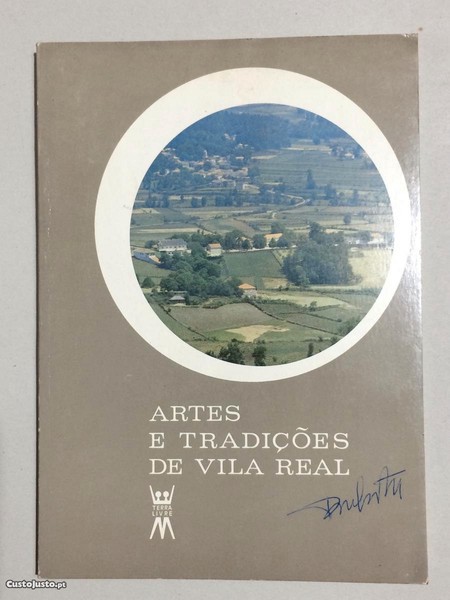 ARTES
E TRADIÇÕES
DE VILA REAL
TERRA
LIVRE
CustoJusto.pt